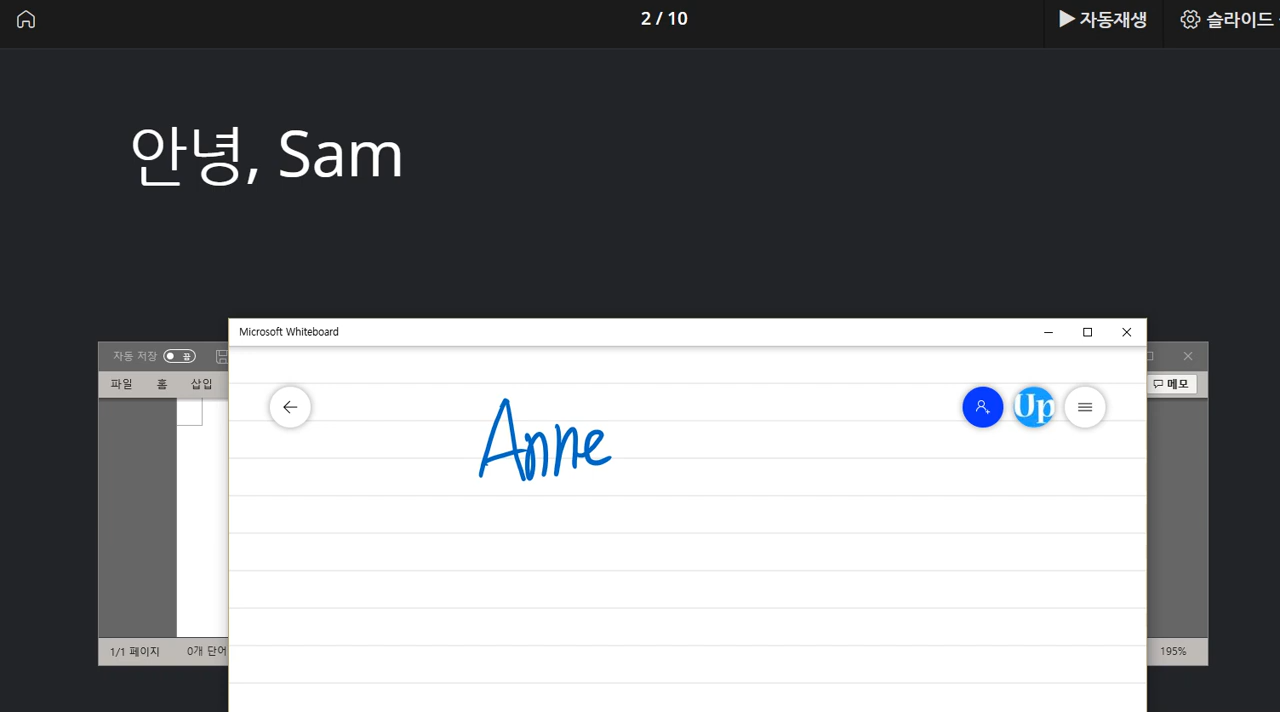 2 / 10
▶ 자동재생
슬라이드
안녕, Sam
Microsoft Whiteboard
자동 저장 끔
파일 홈 삽입
메모
Up
Anne
1/1 페이지 0개 단어
195%